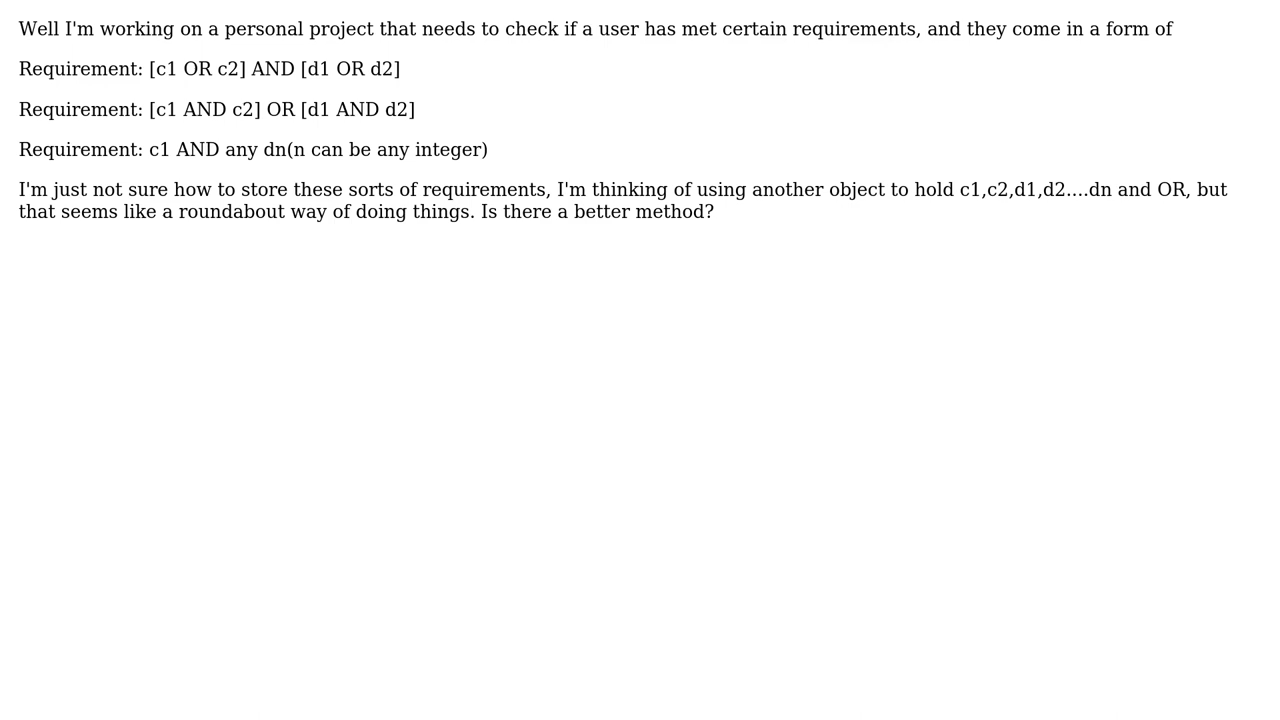 Well I'm working on a personal project that needs to check if a user has met certain requirements, and they come in a form of
Requirement: [c1 OR c2] AND [d1 OR d2]
Requirement: [c1 AND c2] OR [d1 AND d2]
Requirement: c1 AND any dn(n can be any integer)
I'm just not sure how to store these sorts of requirements, I'm thinking of using another object to hold c1,c2,d1,d2....dn and OR, but
that seems like a roundabout way of doing things. Is there a better method?